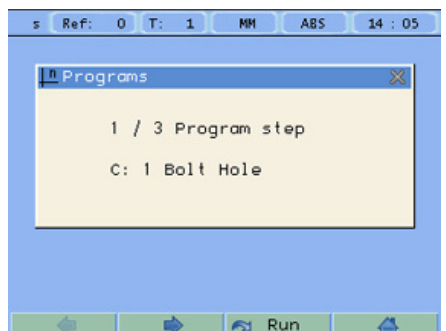 s Ref: 0 T: 1 MM ABS 14 : 05
n Programs
1 / 3 Program step
C: 1 Bolt Hole
Run